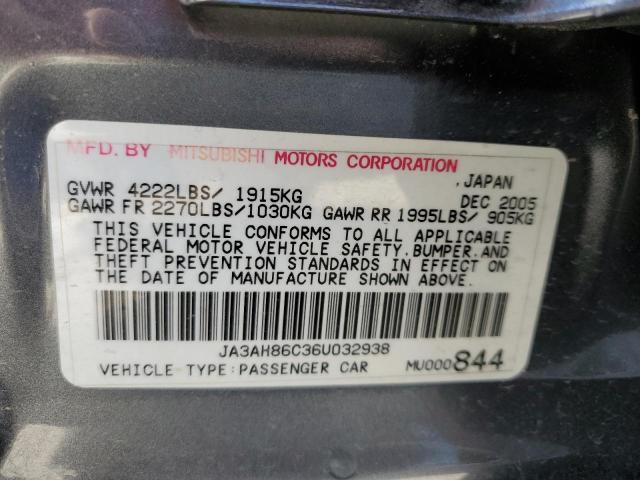 MFD. BY MITSUBISHI MOTORS CORPORATION
, JAPAN
GVWR 4222LBS/ 1915KG DEC 2005
GAWR FR 2270LBS/1030KG GAWR RR 1995LBS/ 905KG
THIS VEHICLE CONFORMS TO ALL APPLICABLE
FEDERAL MOTOR VEHICLE SAFETY, BUMPER, AND
THEFT PREVENTION STANDARDS IN EFFECT ON
THE DATE OF MANUFACTURE SHOWN ABOVE.
JA3AH86C36U032938
VEHICLE TYPE:PASSENGER CAR MU000844